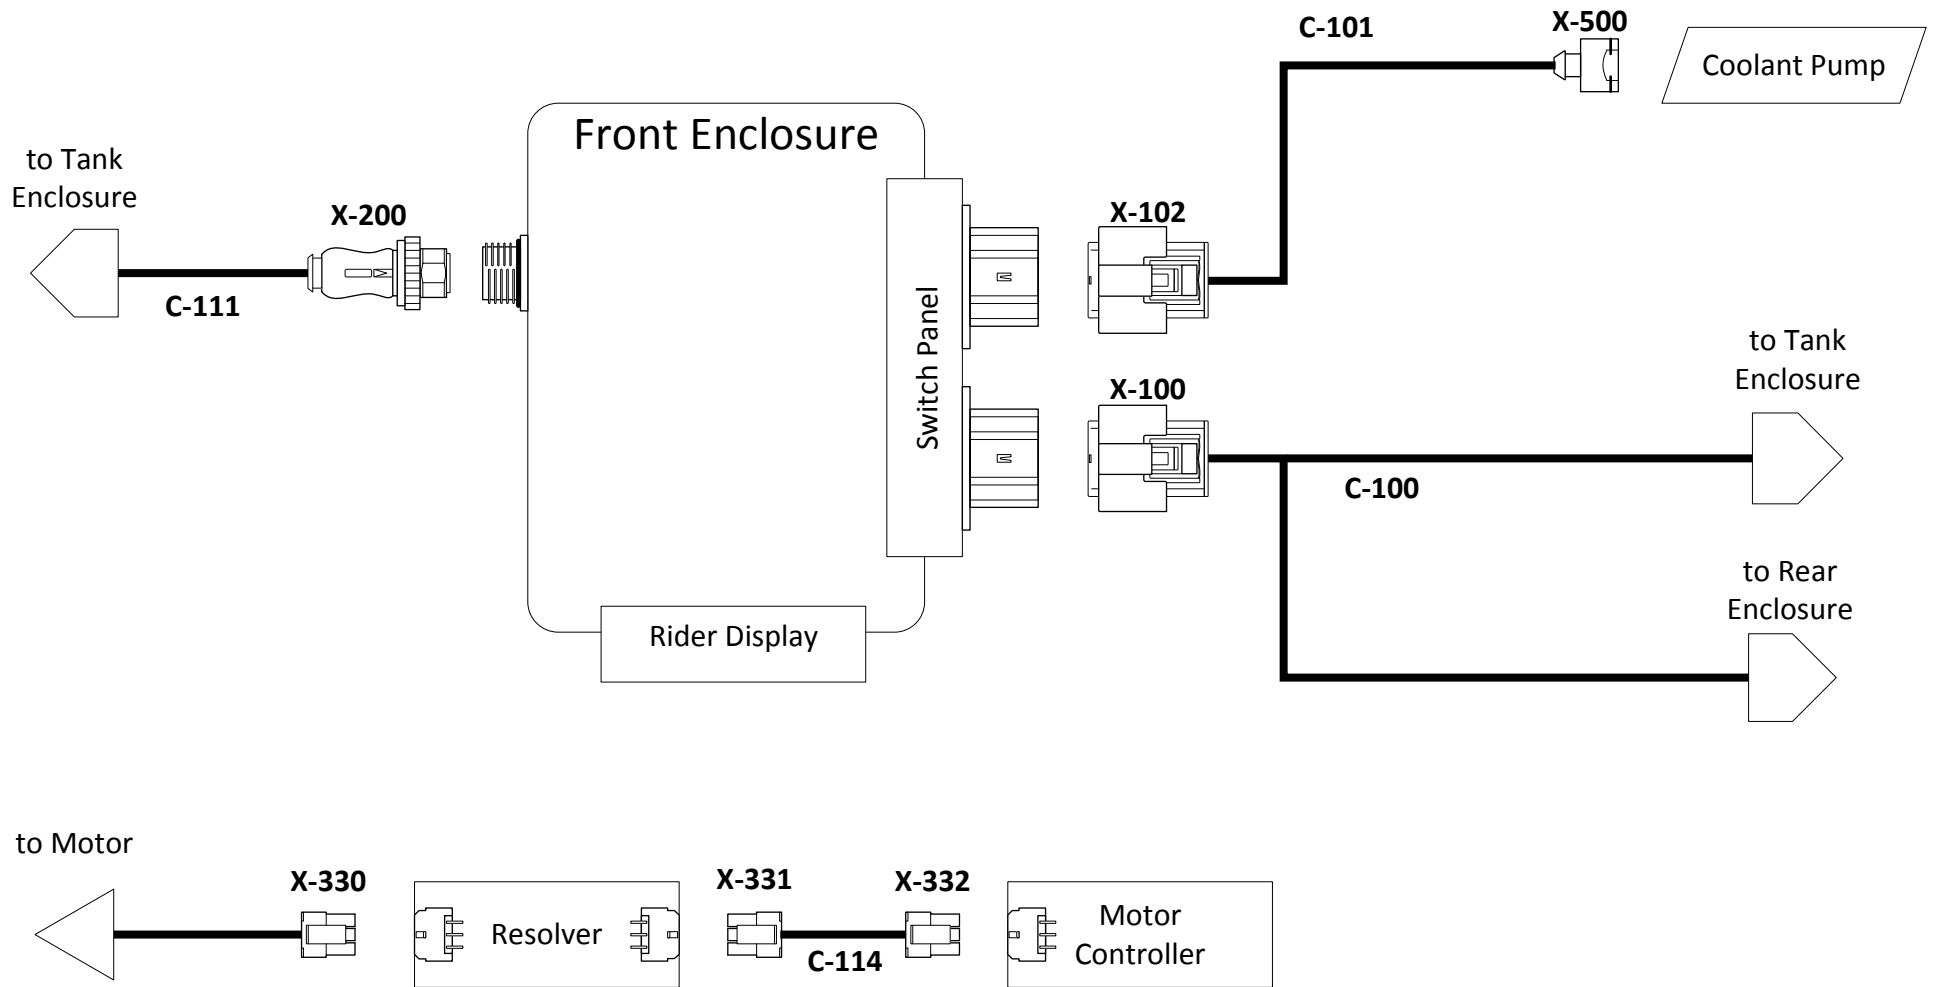 C-101
X-500
Coolant Pump
Front Enclosure
to Tank
Enclosure
X-200
C-111
X-102
Switch Panel
X-100
C-100
to Tank
Enclosure
to Rear
Enclosure
Rider Display
to Motor
X-330
Resolver
X-331
X-332
C-114
Motor
Controller